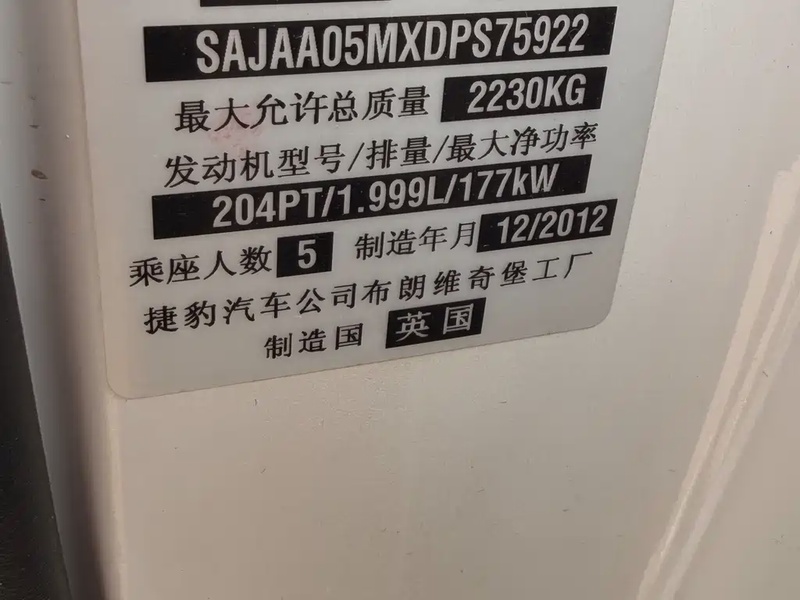 SAJAA05MXDPS75922
最大允许总质量 2230KG
发动机型号/排量/最大净功率
204PT/1.999L/177kW
乘座人数 5 制造年月 12/2012
捷豹汽车公司布朗维奇堡工厂
制造国 英国